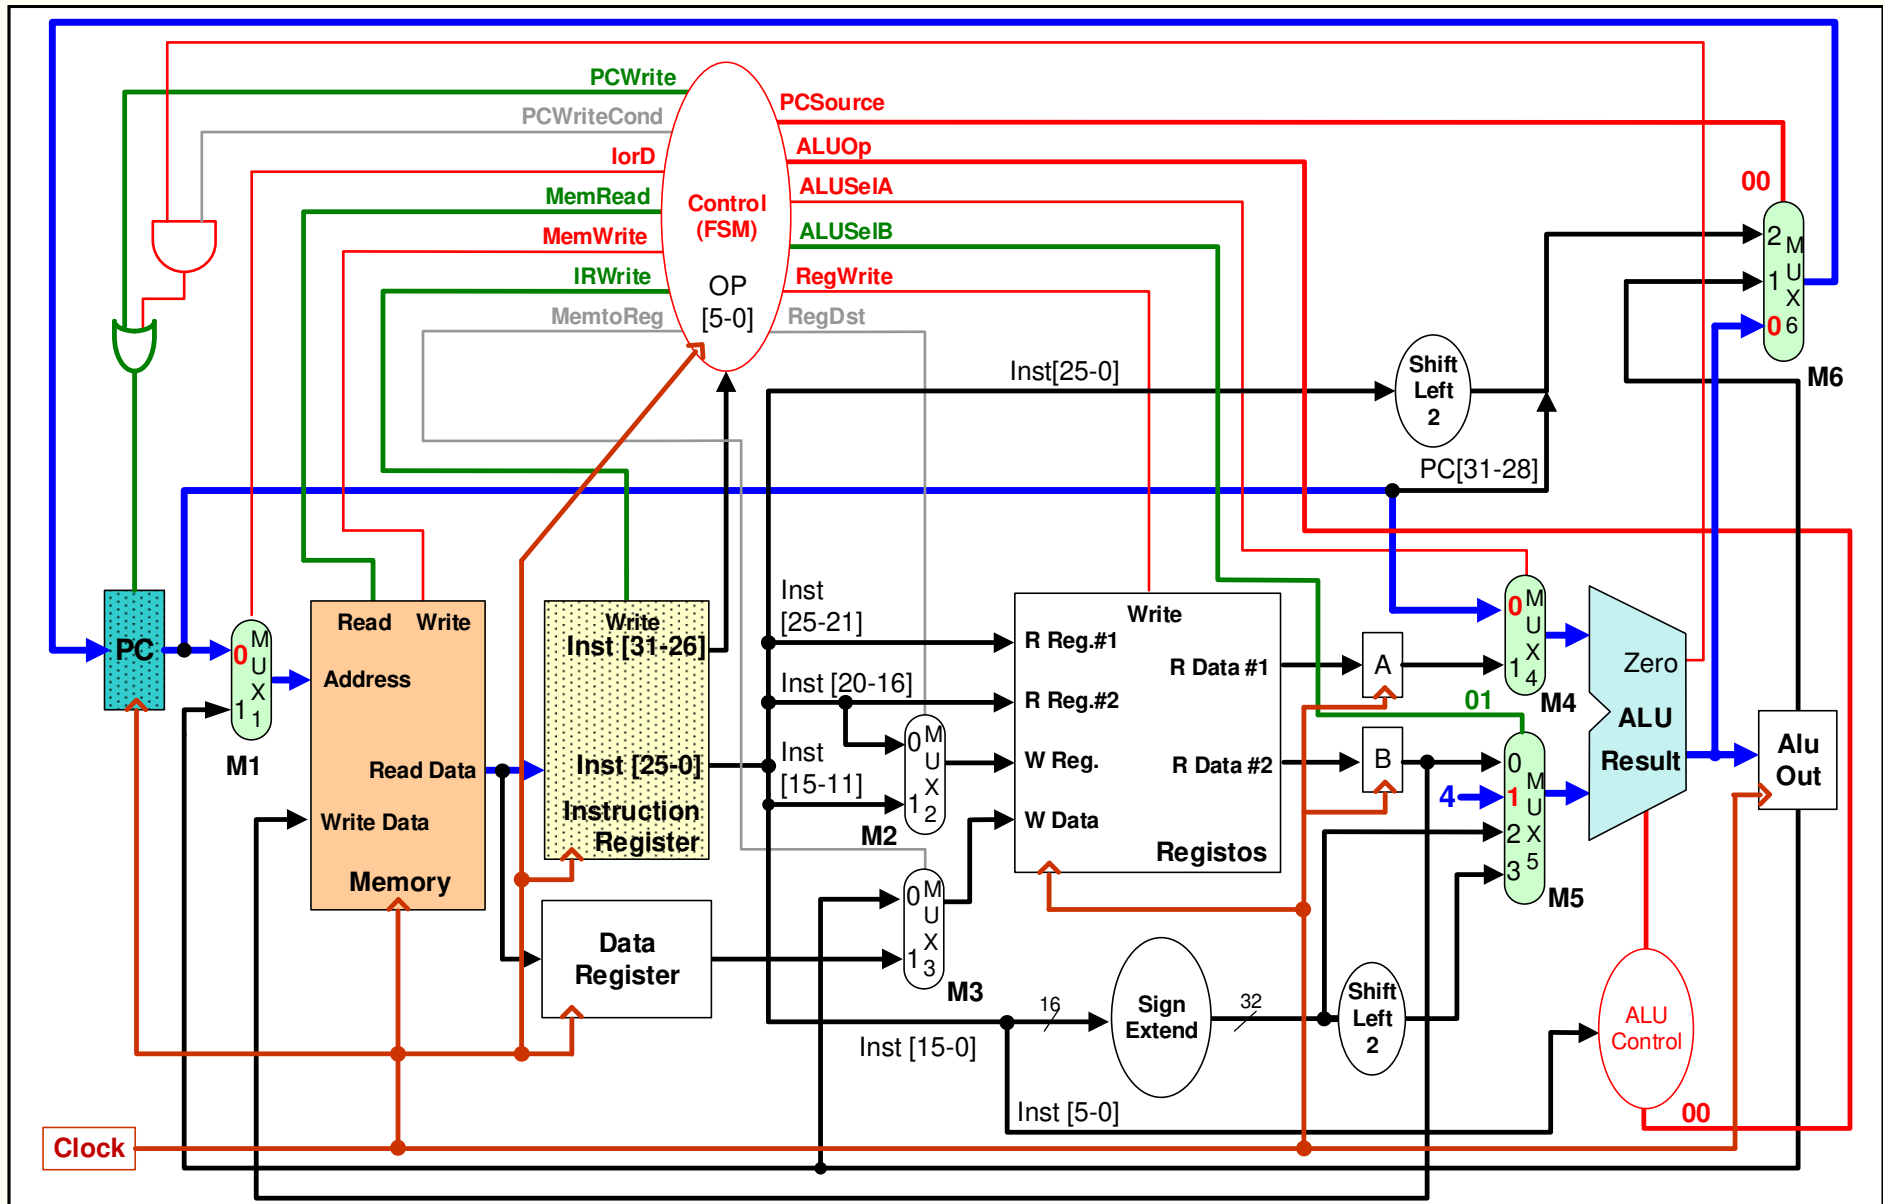 PCWrite
PCWriteCond
IorD
MemRead
MemWrite
IRWrite
MemtoReg
Control
(FSM)
OP
[5-0]
PCSource
ALUOp
ALUSelA
ALUSelB
RegWrite
RegDst
00
2
1
0
M
U
X
6
M6
Inst[25-0]
Shift
Left
2
PC[31-28]
PC
0
1
M
U
X
1
M1
Read Write
Address
Read Data
Write Data
Memory
Write
Inst [31-26]
Inst [25-0]
Instruction
Register
Data
Register
Inst
[25-21]
Inst [20-16]
Inst
[15-11]
0
1
M
U
X
2
M2
0
1
M
U
X
3
M3
Write
R Reg.#1
R Reg.#2
W Reg.
W Data
R Data #1
R Data #2
Registos
A
B
0
1
M
U
X
4
M4
01
4
0
1
2
3
M
U
X
5
M5
Zero
ALU
Result
Alu
Out
Inst [15-0]
16
Sign
Extend
32
Shift
Left
2
Inst [5-0]
ALU
Control
00
Clock